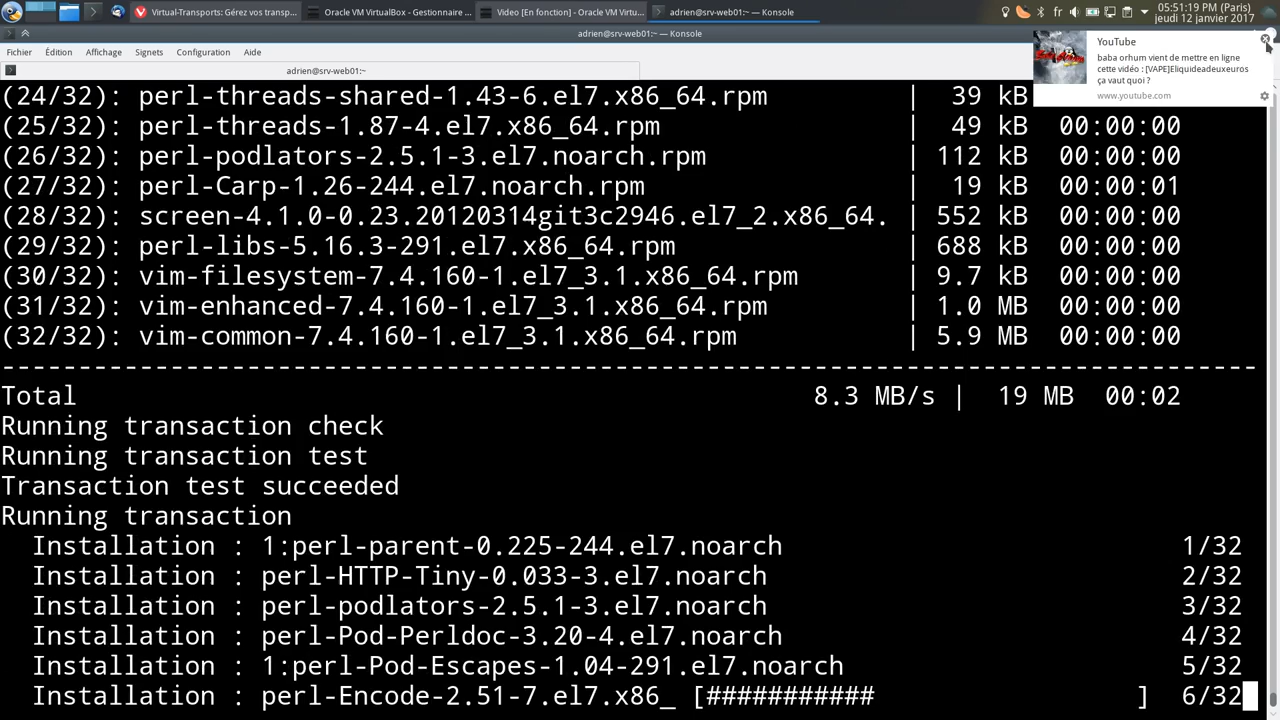 Virtual-Transports: Gérez vos transp...
Oracle VM VirtualBox - Gestionnaire ...
Video [En fonction] - Oracle VM Virtu...
adrien@srv-web01:~ — Konsole
fr
05:51:19 PM (Paris)
jeudi 12 janvier 2017
adrien@srv-web01:~ — Konsole
Fichier Édition Affichage Signets Configuration Aide
adrien@srv-web01:~
YouTube
baba orhum vient de mettre en ligne
cette vidéo : [VAPE]Eliquideadeuxeuros
ça vaut quoi ?
www.youtube.com
(24/32): perl-threads-shared-1.43-6.el7.x86_64.rpm | 39 kB
(25/32): perl-threads-1.87-4.el7.x86_64.rpm | 49 kB 00:00:00
(26/32): perl-podlators-2.5.1-3.el7.noarch.rpm | 112 kB 00:00:00
(27/32): perl-Carp-1.26-244.el7.noarch.rpm | 19 kB 00:00:01
(28/32): screen-4.1.0-0.23.20120314git3c2946.el7_2.x86_64. | 552 kB 00:00:00
(29/32): perl-libs-5.16.3-291.el7.x86_64.rpm | 688 kB 00:00:00
(30/32): vim-filesystem-7.4.160-1.el7_3.1.x86_64.rpm | 9.7 kB 00:00:00
(31/32): vim-enhanced-7.4.160-1.el7_3.1.x86_64.rpm | 1.0 MB 00:00:00
(32/32): vim-common-7.4.160-1.el7_3.1.x86_64.rpm | 5.9 MB 00:00:00
--------------------------------------------------------------------------------
Total 8.3 MB/s | 19 MB 00:02
Running transaction check
Running transaction test
Transaction test succeeded
Running transaction
Installation : 1:perl-parent-0.225-244.el7.noarch 1/32
Installation : perl-HTTP-Tiny-0.033-3.el7.noarch 2/32
Installation : perl-podlators-2.5.1-3.el7.noarch 3/32
Installation : perl-Pod-Perldoc-3.20-4.el7.noarch 4/32
Installation : 1:perl-Pod-Escapes-1.04-291.el7.noarch 5/32
Installation : perl-Encode-2.51-7.el7.x86_ [########### ] 6/32